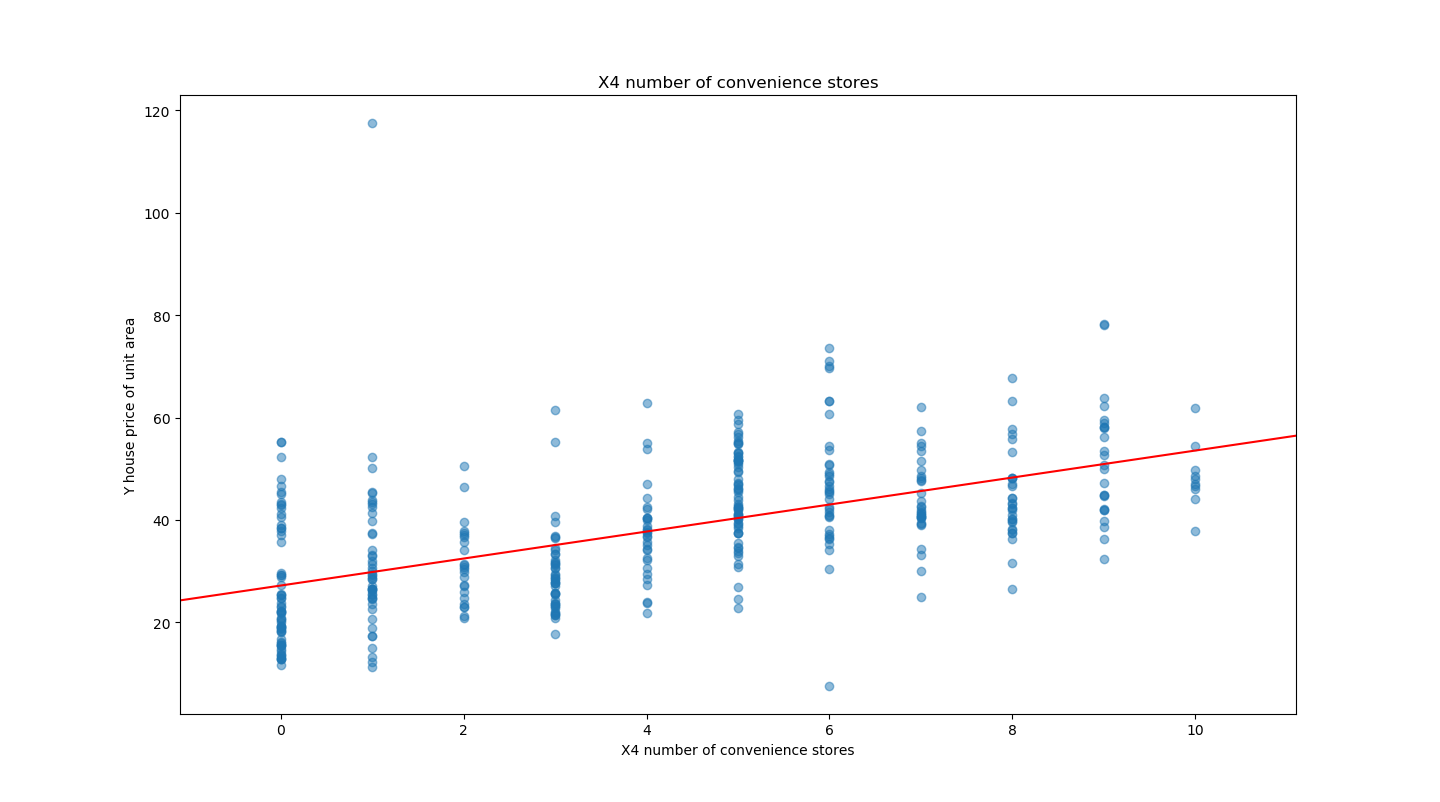 X4 number of convenience stores
120
100
80
60
40
20
Y house price of unit area
0 2 4 6 8 10
X4 number of convenience stores